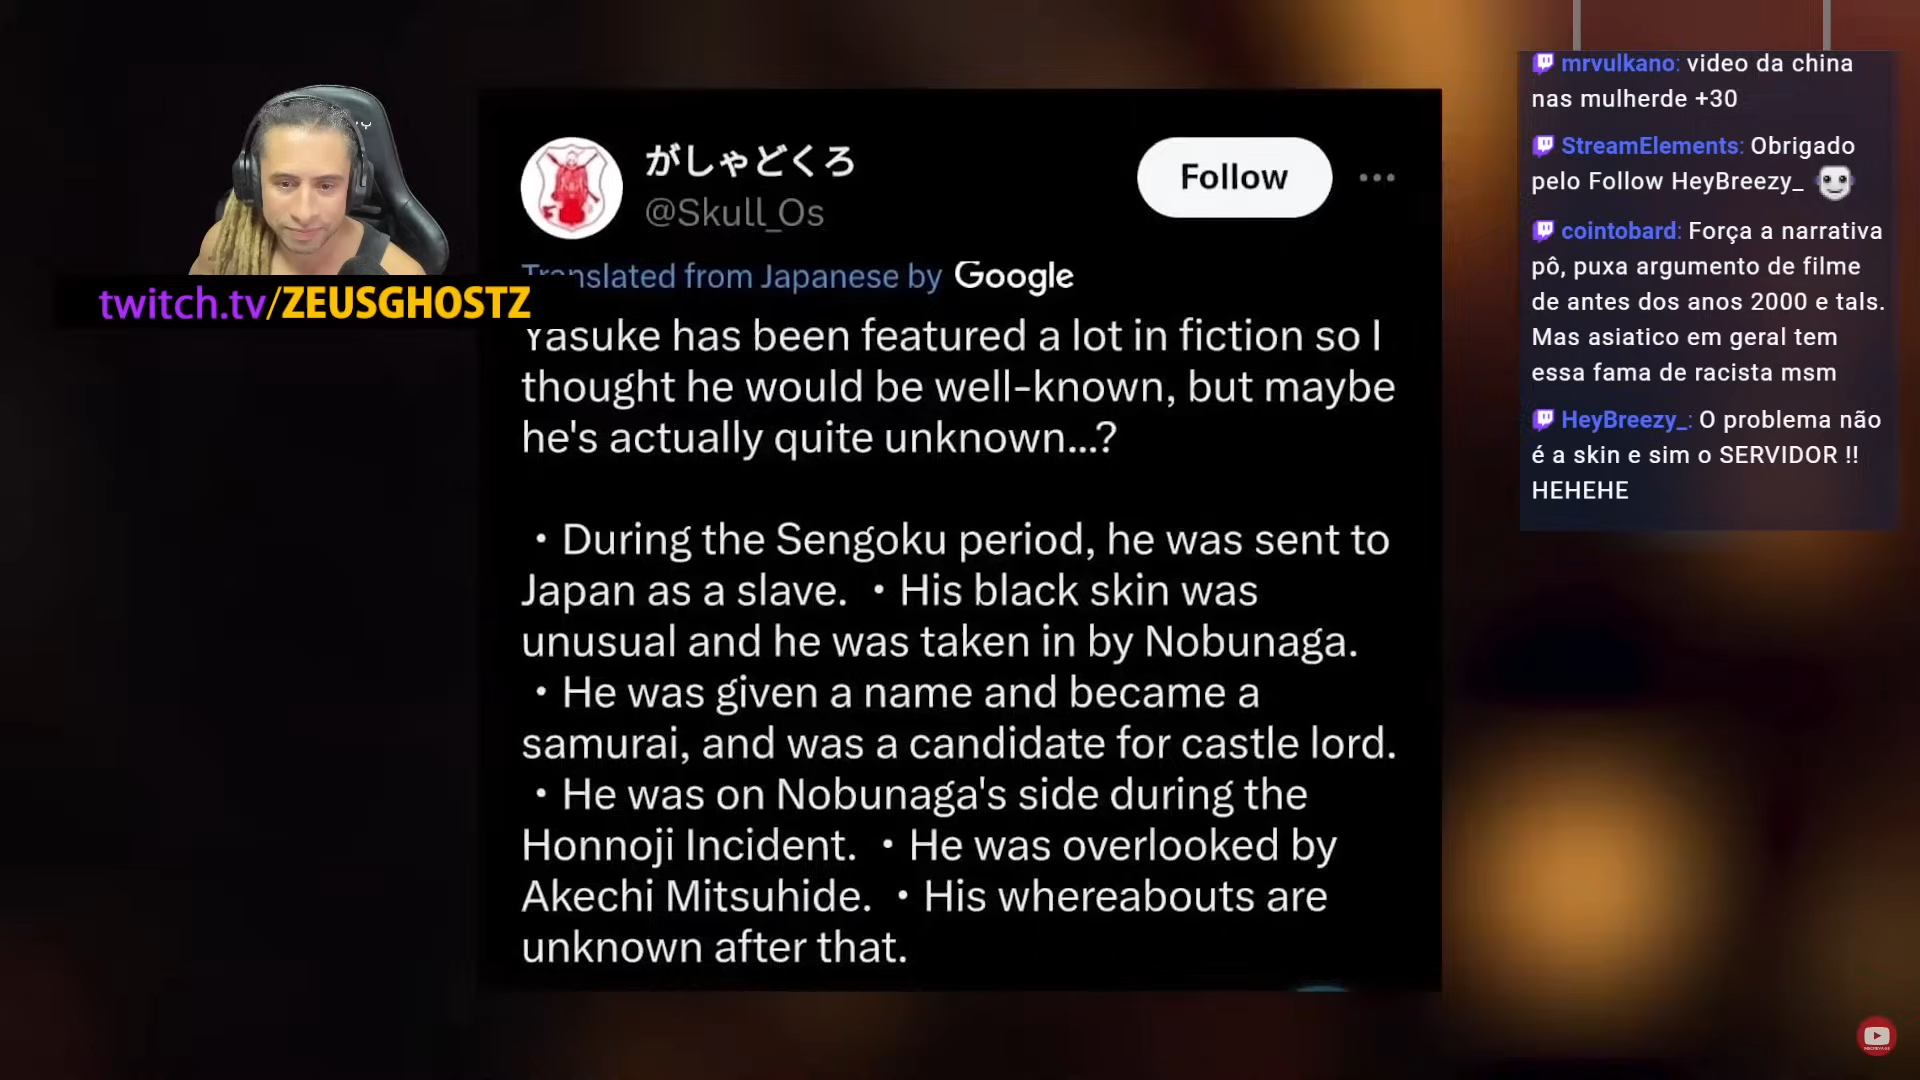 がしゃどくろ
@Skull_Os
Follow
Translated from Japanese by Google
twitch.tv/ZEUSGHOSTZ
Yasuke has been featured a lot in fiction so I
thought he would be well-known, but maybe
he's actually quite unknown...?
・During the Sengoku period, he was sent to
Japan as a slave. ・His black skin was
unusual and he was taken in by Nobunaga.
・He was given a name and became a
samurai, and was a candidate for castle lord.
・He was on Nobunaga's side during the
Honnoji Incident. ・He was overlooked by
Akechi Mitsuhide. ・His whereabouts are
unknown after that.
mrvulkano: video da china
nas mulherde +30
StreamElements: Obrigado
pelo Follow HeyBreezy_
cointobard: Força a narrativa
pô, puxa argumento de filme
de antes dos anos 2000 e tals.
Mas asiatico em geral tem
essa fama de racista msm
HeyBreezy_: O problema não
é a skin e sim o SERVIDOR !!
HEHEHE